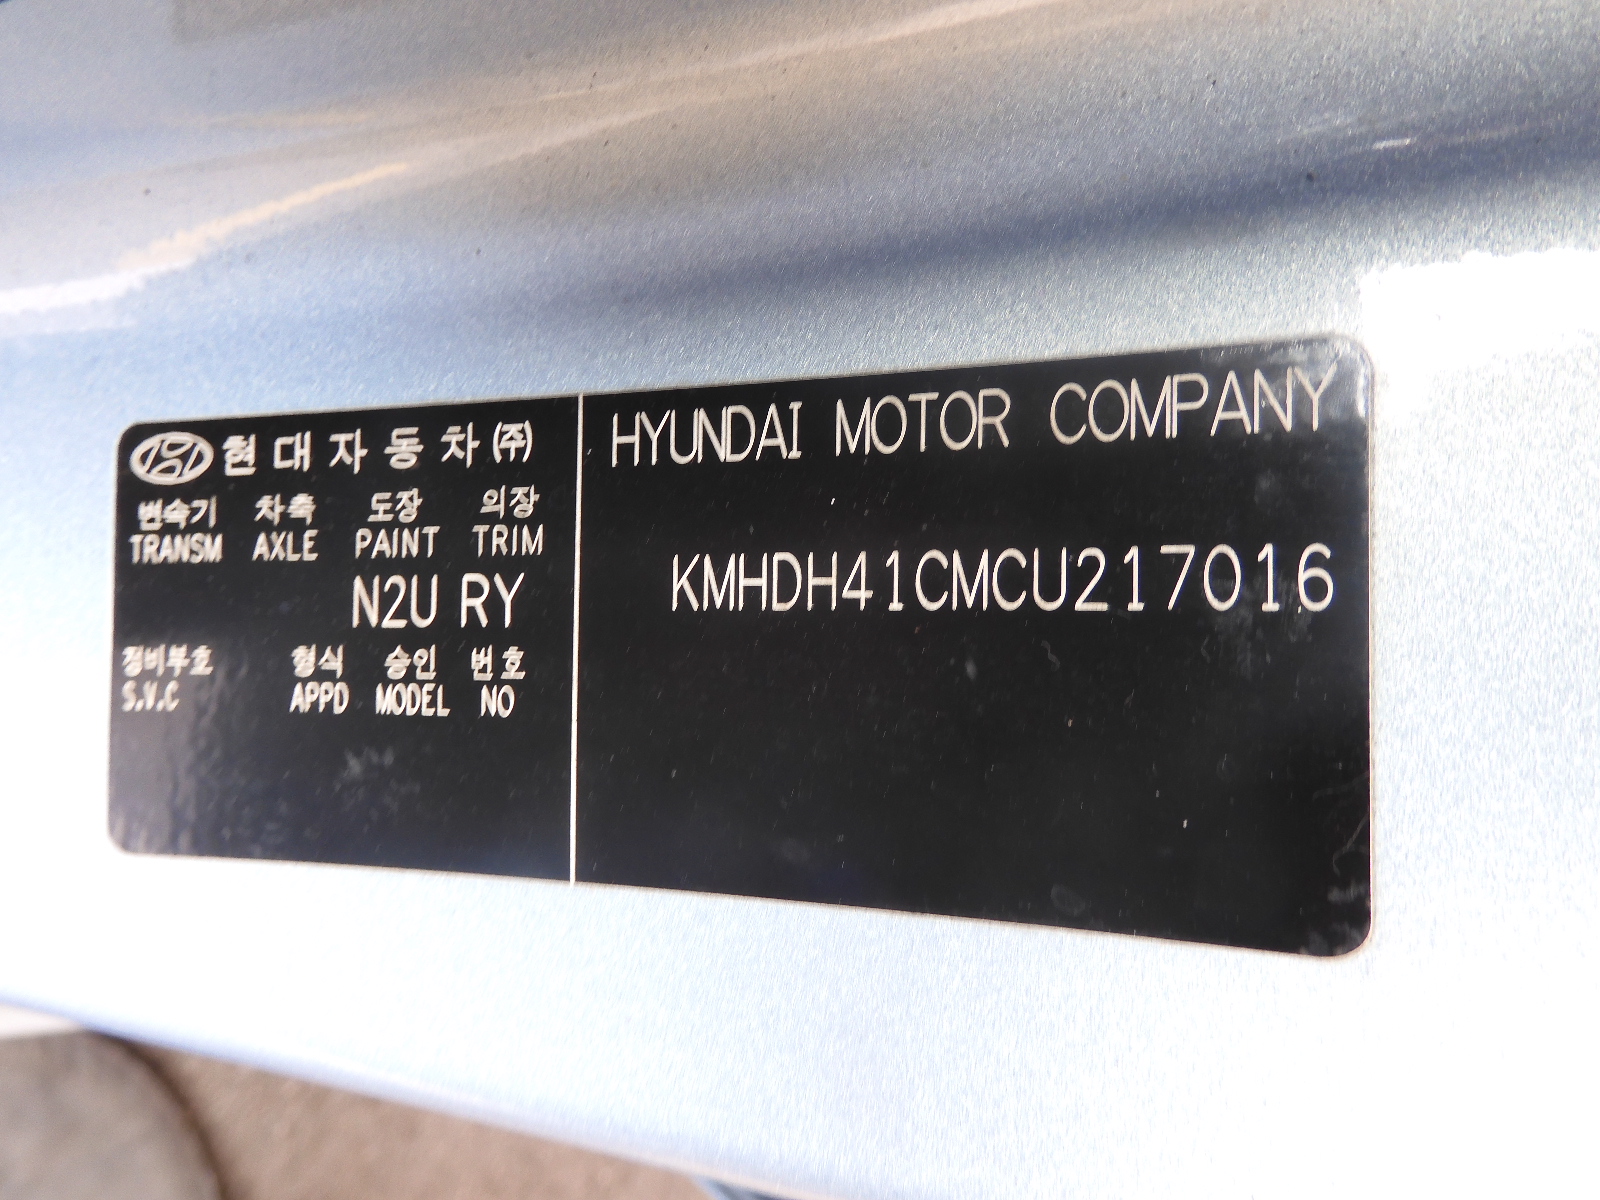 현대자동차(주)
변속기 차축 도장 의장
TRANSM AXLE PAINT TRIM
N2U RY
정비부호 형식 승인 번호
S.V.C APPD MODEL NO
HYUNDAI MOTOR COMPANY
KMHDH41CMCU217016